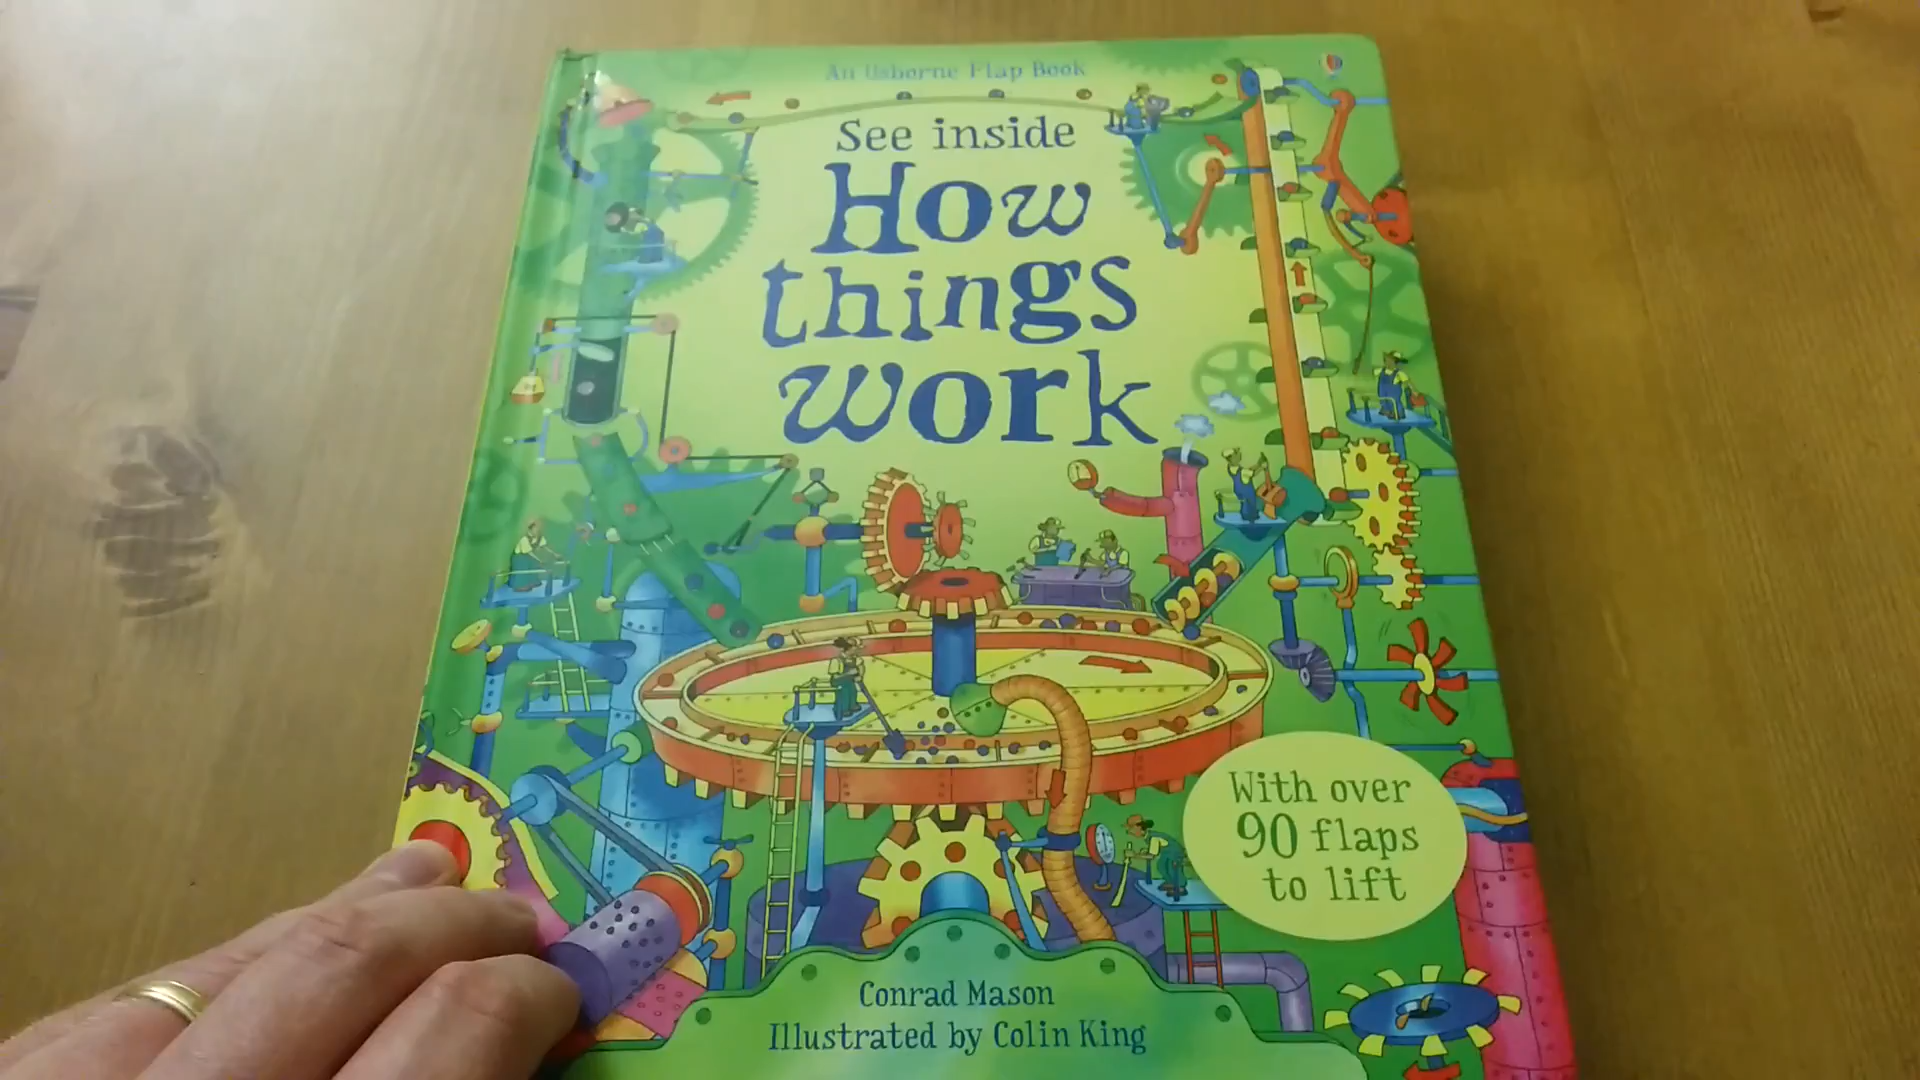 An Usborne Flap Book
See inside
How
things
work
With over
90 flaps
to lift
Conrad Mason
Illustrated by Colin King